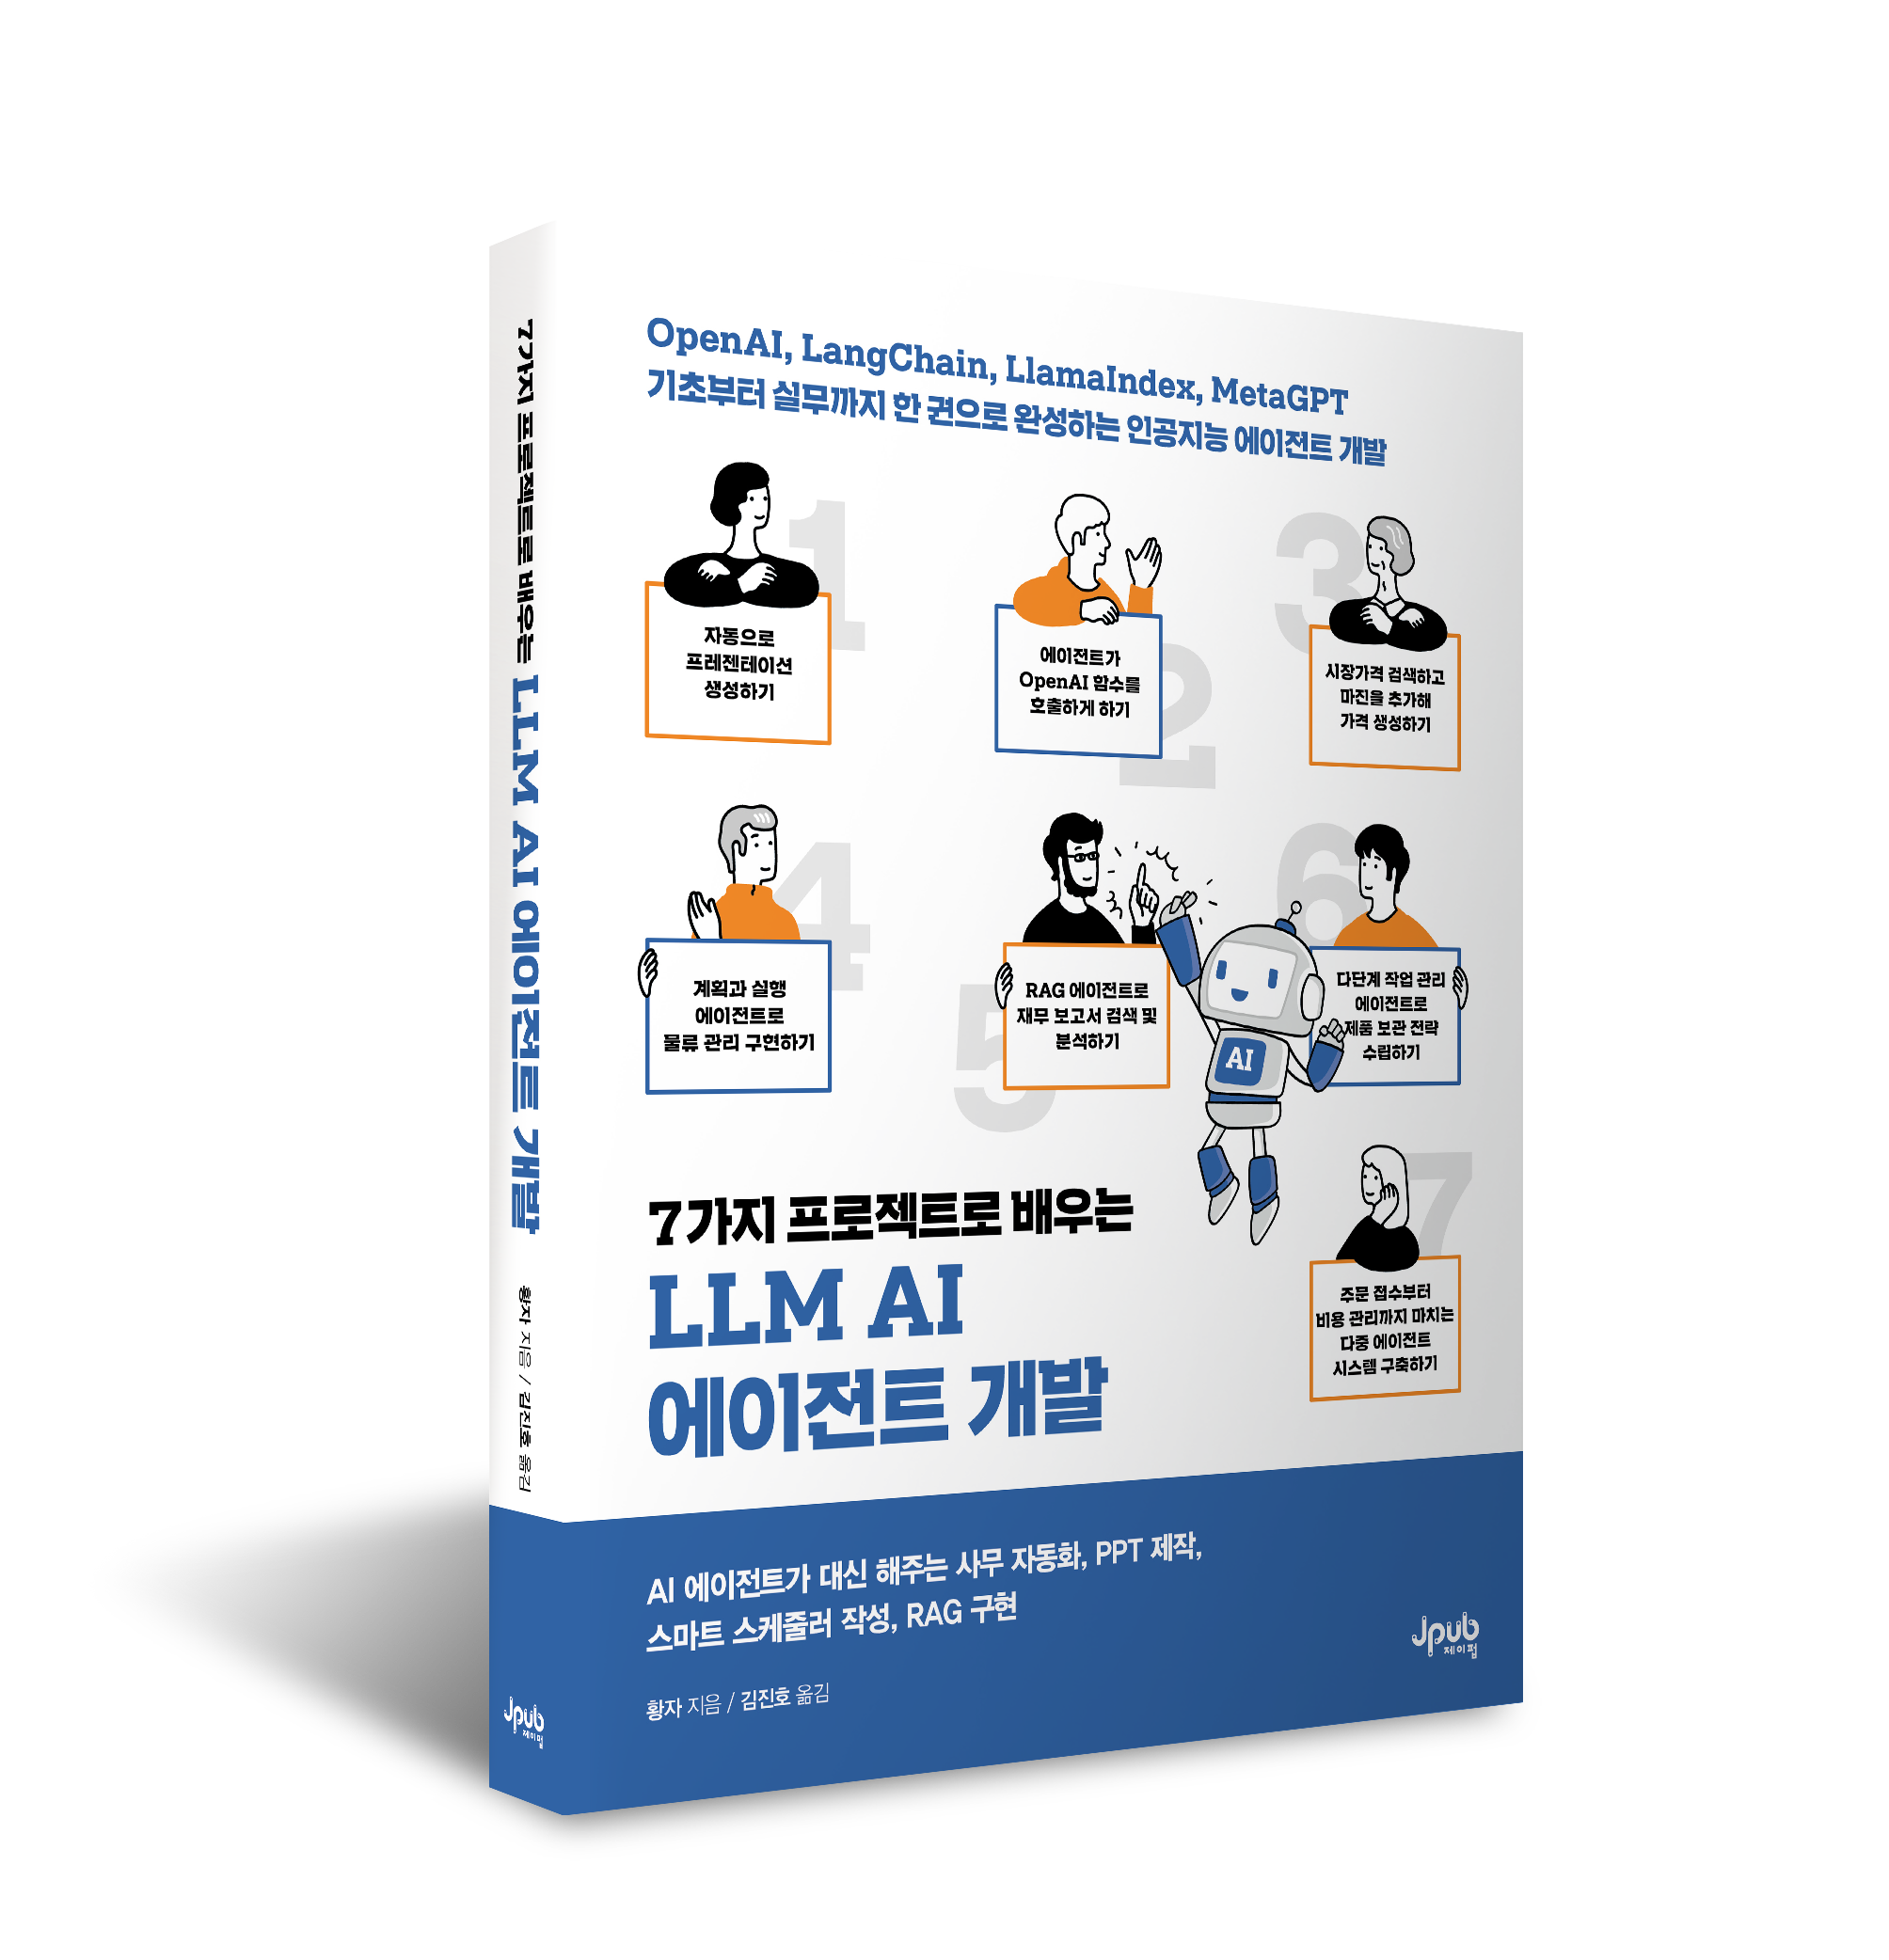 7가지 프로젝트로 배우는 LLM AI 에이전트 개발
황자 지음 / 김진호 옮김
Jpub
제이펍
OpenAI, LangChain, LlamaIndex, MetaGPT
기초부터 실무까지 한 권으로 완성하는 인공지능 에이전트 개발
1
자동으로
프레젠테이션
생성하기
2
에이전트가
OpenAI 함수를
호출하게 하기
3
시장가격 검색하고
마진을 추가해
가격 생성하기
4
계획과 실행
에이전트로
물류 관리 구현하기
5
RAG 에이전트로
재무 보고서 검색 및
분석하기
AI
6
다단계 작업 관리
에이전트로
제품 보관 전략
수립하기
7
주문 접수부터
비용 관리까지 마치는
다중 에이전트
시스템 구축하기
7가지 프로젝트로 배우는
LLM AI
에이전트 개발
AI 에이전트가 대신 해주는 사무 자동화, PPT 제작,
스마트 스케줄러 작성, RAG 구현
황자 지음 / 김진호 옮김
Jpub
제이펍